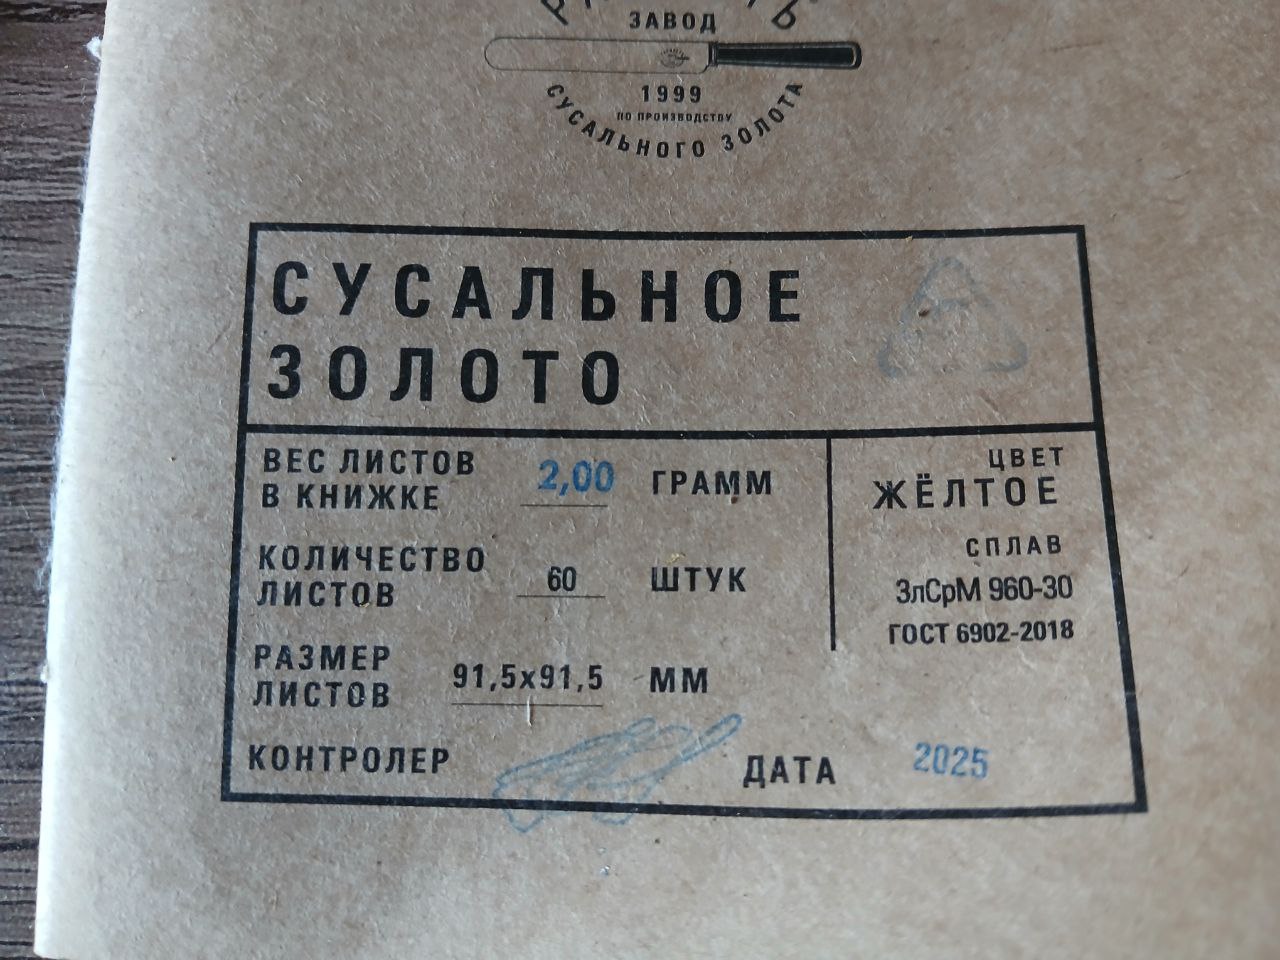 ЗАВОД
1999
ПО ПРОИЗВОДСТВУ
СУСАЛЬНОГО ЗОЛОТА
СУСАЛЬНОЕ
ЗОЛОТО
ВЕС ЛИСТОВ
В КНИЖКЕ 2,00 ГРАММ
КОЛИЧЕСТВО
ЛИСТОВ 60 ШТУК
РАЗМЕР
ЛИСТОВ 91,5х91,5 ММ
КОНТРОЛЕР
ДАТА 2025
ЦВЕТ
ЖЁЛТОЕ
СПЛАВ
ЗлСрМ 960-30
ГОСТ 6902-2018